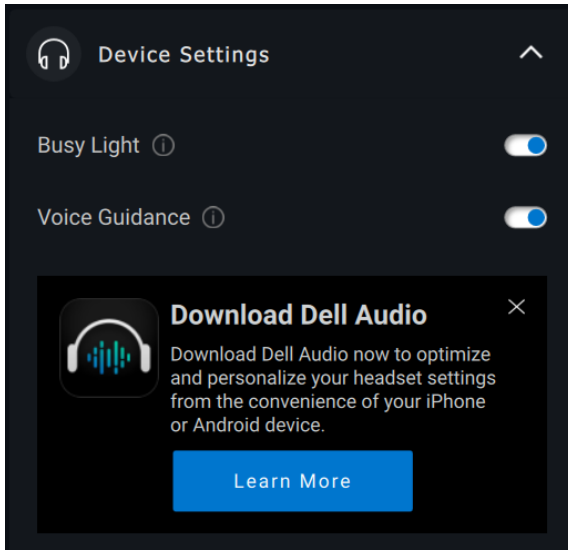 Device Settings
Busy Light
Voice Guidance
Download Dell Audio
Download Dell Audio now to optimize
and personalize your headset settings
from the convenience of your iPhone
or Android device.
Learn More